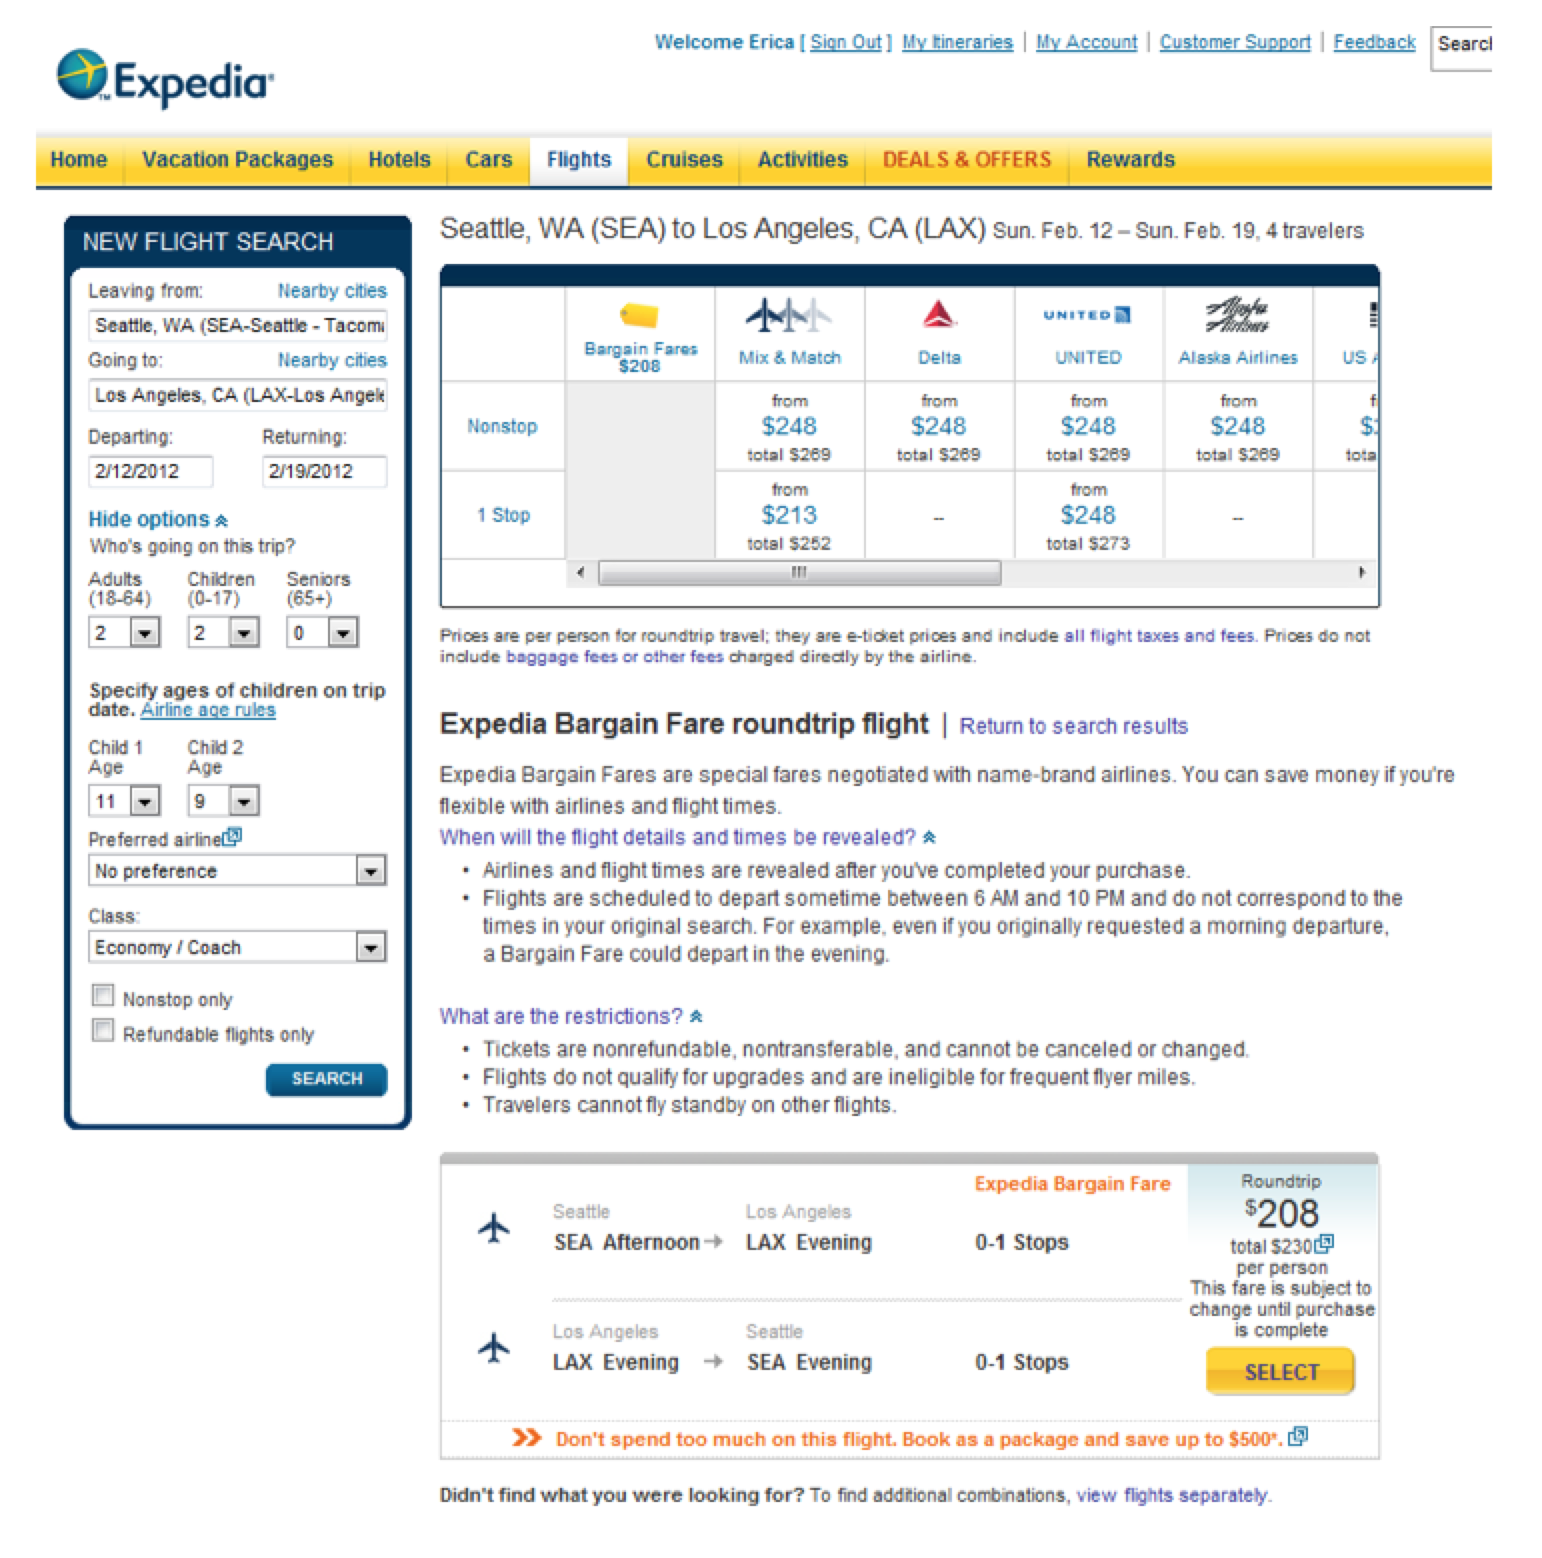 Welcome Erica [ Sign Out ] My Itineraries | My Account | Customer Support | Feedback
Expedia
Home Vacation Packages Hotels Cars Flights Cruises Activities DEALS & OFFERS Rewards
NEW FLIGHT SEARCH
Leaving from: Nearby cities
Seattle, WA (SEA-Seattle - Tacoma
Going to: Nearby cities
Los Angeles, CA (LAX-Los Angele
Departing: Returning:
2/12/2012 2/19/2012
Hide options
Who's going on this trip?
Adults (18-64) Children (0-17) Seniors (65+)
2 2 0
Specify ages of children on trip
date. Airline age rules
Child 1 Age Child 2 Age
11 9
Preferred airline
No preference
Class:
Economy / Coach
Nonstop only
Refundable flights only
SEARCH
Seattle, WA (SEA) to Los Angeles, CA (LAX) Sun. Feb. 12 – Sun. Feb. 19, 4 travelers
UNITED Alaska Airlines
Bargain Fares $208 Mix & Match Delta UNITED Alaska Airlines US
from from from from
Nonstop $248 $248 $248 $248
total $269 total $269 total $269 total $269 tota
from from
1 Stop $213 -- $248 --
total $252 total $273
Prices are per person for roundtrip travel; they are e-ticket prices and include all flight taxes and fees. Prices do not
include baggage fees or other fees charged directly by the airline.
Expedia Bargain Fare roundtrip flight | Return to search results
Expedia Bargain Fares are special fares negotiated with name-brand airlines. You can save money if you're
flexible with airlines and flight times.
When will the flight details and times be revealed?
• Airlines and flight times are revealed after you've completed your purchase.
• Flights are scheduled to depart sometime between 6 AM and 10 PM and do not correspond to the
times in your original search. For example, even if you originally requested a morning departure,
a Bargain Fare could depart in the evening.
What are the restrictions?
• Tickets are nonrefundable, nontransferable, and cannot be canceled or changed.
• Flights do not qualify for upgrades and are ineligible for frequent flyer miles.
• Travelers cannot fly standby on other flights.
Expedia Bargain Fare
Seattle Los Angeles
SEA Afternoon → LAX Evening 0-1 Stops
Los Angeles Seattle
LAX Evening → SEA Evening 0-1 Stops
Roundtrip
$208
total $230
per person
This fare is subject to
change until purchase
is complete
SELECT
Don't spend too much on this flight. Book as a package and save up to $500*.
Didn't find what you were looking for? To find additional combinations, view flights separately.